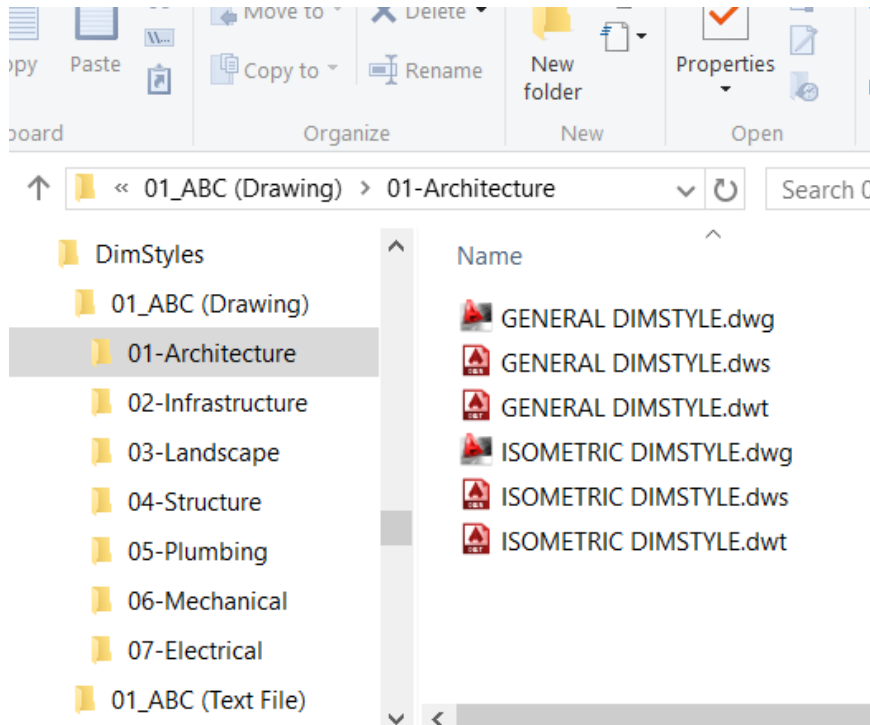 Move to Delete
Paste
Copy to Rename
New
folder
Properties
Organize
New
Open
« 01_ABC (Drawing) > 01-Architecture
Search
DimStyles
Name
01_ABC (Drawing)
GENERAL DIMSTYLE.dwg
01-Architecture
GENERAL DIMSTYLE.dws
02-Infrastructure
GENERAL DIMSTYLE.dwt
03-Landscape
ISOMETRIC DIMSTYLE.dwg
04-Structure
ISOMETRIC DIMSTYLE.dws
05-Plumbing
ISOMETRIC DIMSTYLE.dwt
06-Mechanical
07-Electrical
01_ABC (Text File)